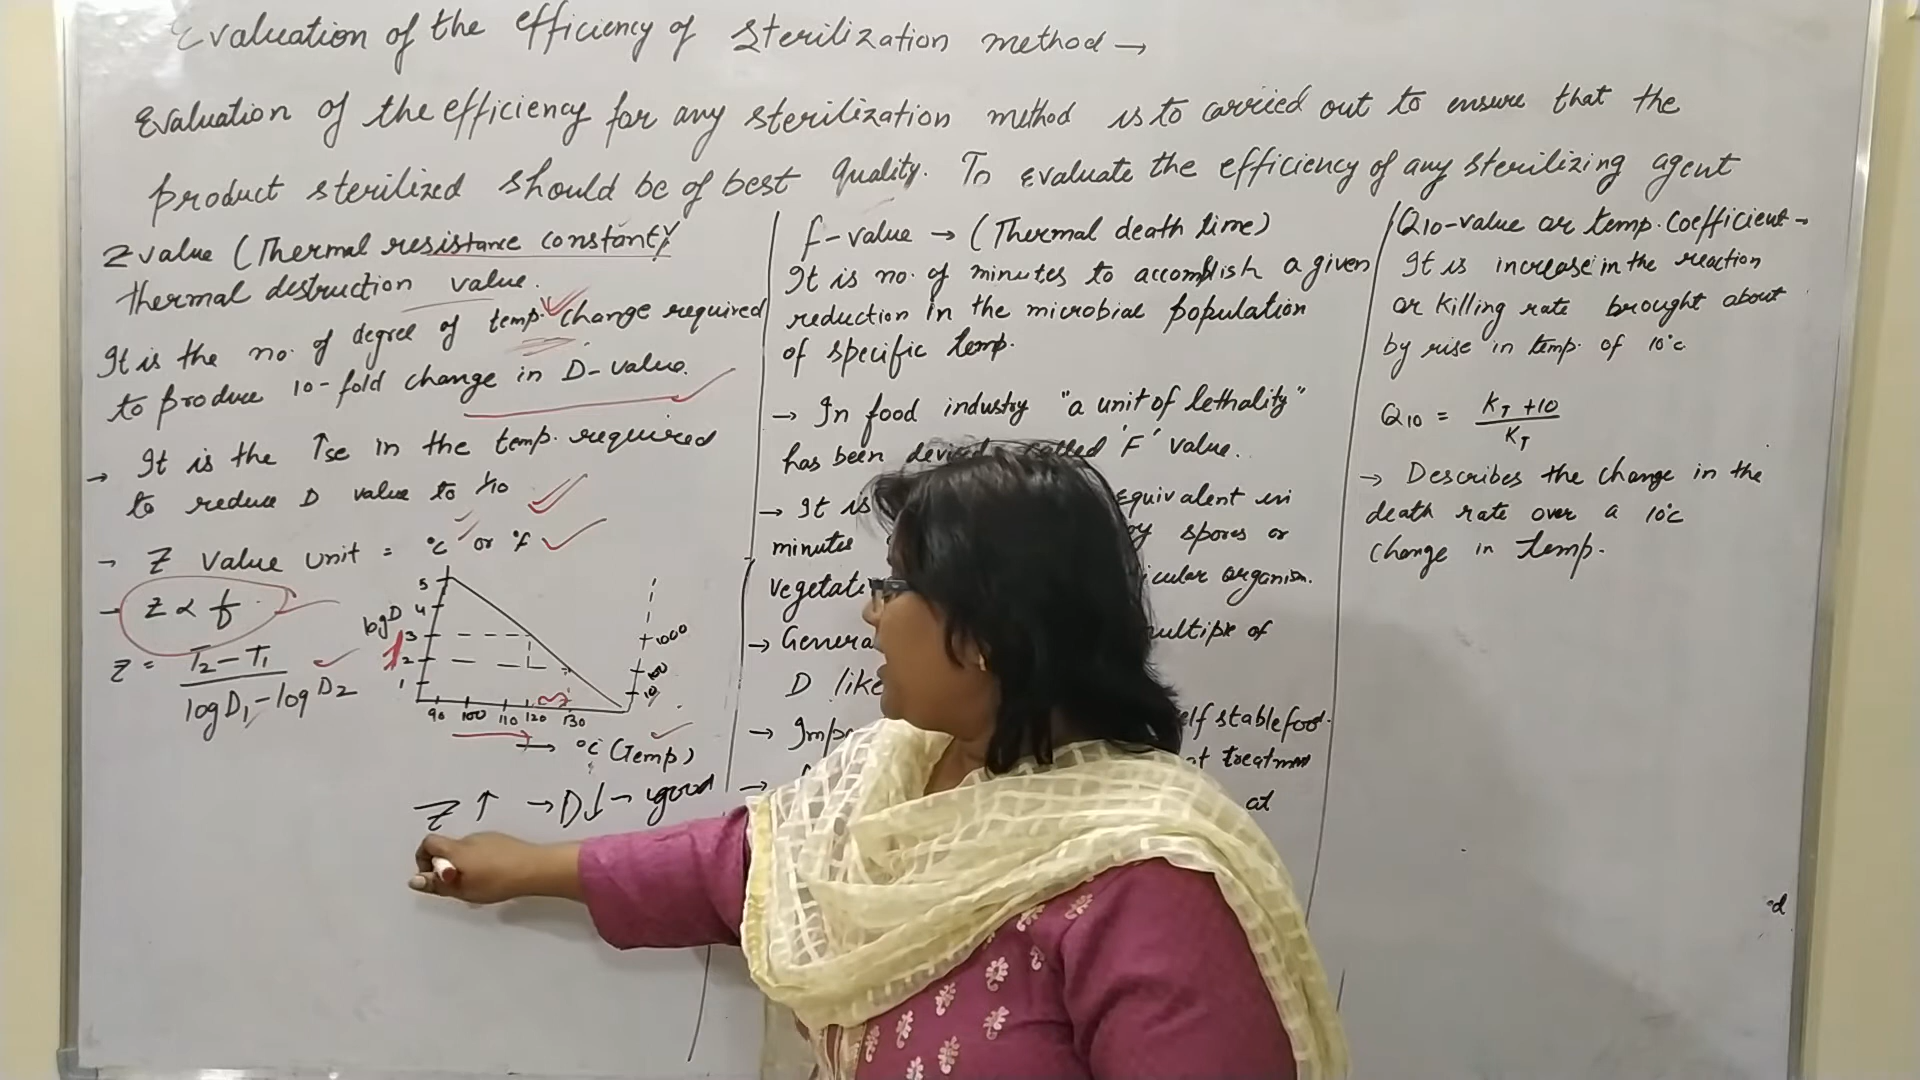 Evaluation of the efficiency of sterilization method →
Evaluation of the efficiency for any sterilization method is to carried out to ensure that the
product sterilized should be of best quality. To evaluate the efficiency of any sterilizing agent
Z value (Thermal resistance constant)
thermal destruction value.
It is the no. of degree of temp. change required
to produce 10-fold change in D-value.
→ It is the ↑se in the temp. required
to reduce D value to 1/10
→ Z value unit = °C or °F
→ Z α f
Z = T2 - T1
log D1 - log D2
log D
5
4
3
2
1
90 100 110 120 130
1000
100
10
→ °C (Temp)
Z ↑ → D↓ → good
f-value → (Thermal death time)
It is no. of minutes to accomplish a given
reduction in the microbial population
of specific temp.
→ In food industry "a unit of lethality"
has been called 'F' value.
→ It is equivalent in
minutes spores or
organism.
→ of
D like
→
treatment
→ at
Q10-value or temp. coefficient →
It is increase in the reaction
or killing rate brought about
by rise in temp. of 10°C
Q10 = KT +10
KT
→ Describes the change in the
death rate over a 10°C
change in temp.
d